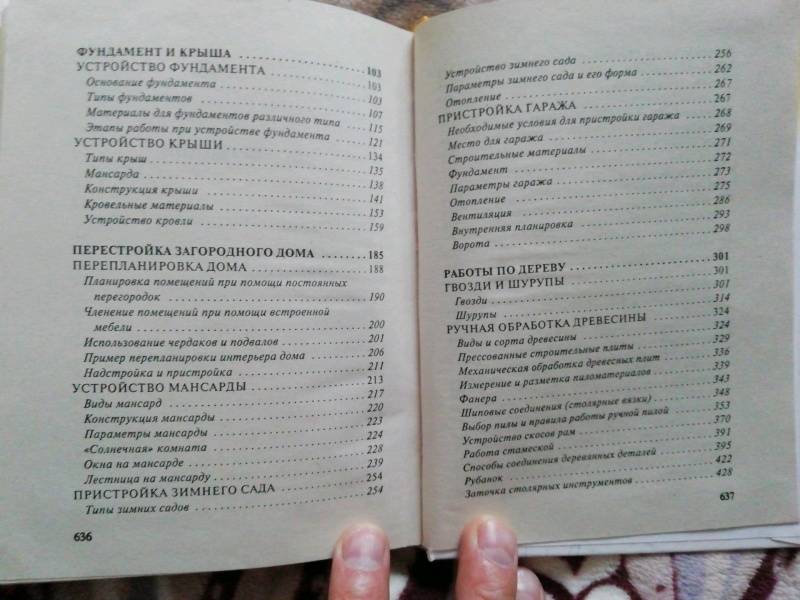 ФУНДАМЕНТ И КРЫША ........ 103
УСТРОЙСТВО ФУНДАМЕНТА ........ 103
Основание фундамента ........ 103
Типы фундаментов ........ 107
Материалы для фундаментов различного типа ........ 115
Этапы работы при устройстве фундамента ........ 121
УСТРОЙСТВО КРЫШИ ........ 134
Типы крыш ........ 135
Мансарда ........ 138
Конструкция крыши ........ 141
Кровельные материалы ........ 153
Устройство кровли ........ 159
ПЕРЕСТРОЙКА ЗАГОРОДНОГО ДОМА ........ 185
ПЕРЕПЛАНИРОВКА ДОМА ........ 188
Планировка помещений при помощи постоянных
перегородок ........ 190
Членение помещений при помощи встроенной
мебели ........ 200
Использование чердаков и подвалов ........ 201
Пример перепланировки интерьера дома ........ 206
Надстройка и пристройка ........ 211
УСТРОЙСТВО МАНСАРДЫ ........ 213
Виды мансард ........ 217
Конструкция мансарды ........ 220
Параметры мансарды ........ 223
«Солнечная» комната ........ 224
Окна на мансарде ........ 228
Лестница на мансарду ........ 239
ПРИСТРОЙКА ЗИМНЕГО САДА ........ 254
Типы зимних садов ........ 254
636
Устройство зимнего сада ........ 256
Параметры зимнего сада и его форма ........ 262
Отопление ........ 267
ПРИСТРОЙКА ГАРАЖА ........ 267
Необходимые условия для пристройки гаража ........ 268
Место для гаража ........ 269
Строительные материалы ........ 271
Фундамент ........ 272
Параметры гаража ........ 273
Отопление ........ 275
Вентиляция ........ 286
Внутренняя планировка ........ 293
Ворота ........ 298
РАБОТЫ ПО ДЕРЕВУ ........ 301
ГВОЗДИ И ШУРУПЫ ........ 301
Гвозди ........ 301
Шурупы ........ 314
РУЧНАЯ ОБРАБОТКА ДРЕВЕСИНЫ ........ 324
Виды и сорта древесины ........ 324
Прессованные строительные плиты ........ 329
Механическая обработка древесных плит ........ 336
Измерение и разметка пиломатериалов ........ 339
Фанера ........ 343
Шиповые соединения (столярные вязки) ........ 348
Выбор пилы и правила работы ручной пилой ........ 353
Устройство скосов рам ........ 370
Работа стамеской ........ 391
Способы соединения деревянных деталей ........ 395
Рубанок ........ 422
Заточка столярных инструментов ........ 428
637